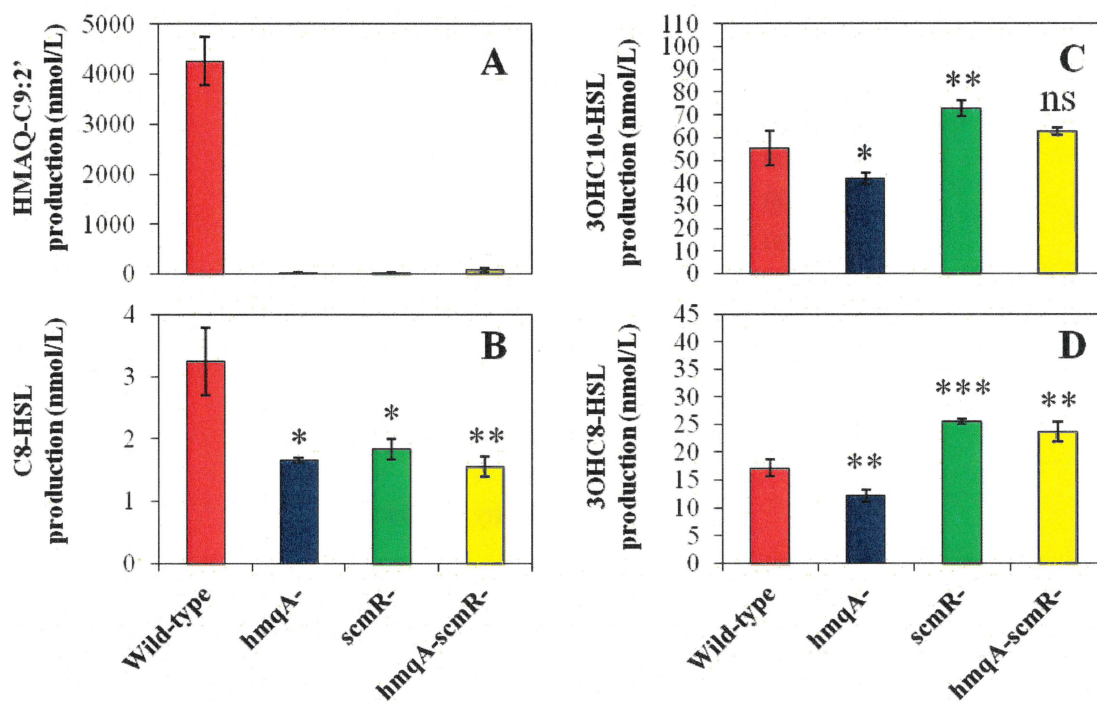 HMAQ-C9:2'
production (nmol/L)
5000
4000
3000
2000
1000
0
A
C8-HSL
production (nmol/L)
4
3
2
1
0
B
*
*
**
Wild-type
hmqA-
scmR-
hmqA-scmR-
3OHC10-HSL
production (nmol/L)
110
100
90
80
70
60
50
40
30
20
10
0
C
*
**
ns
3OHC8-HSL
production (nmol/L)
45
40
35
30
25
20
15
10
5
0
D
**
***
**
Wild-type
hmqA-
scmR-
hmqA-scmR-